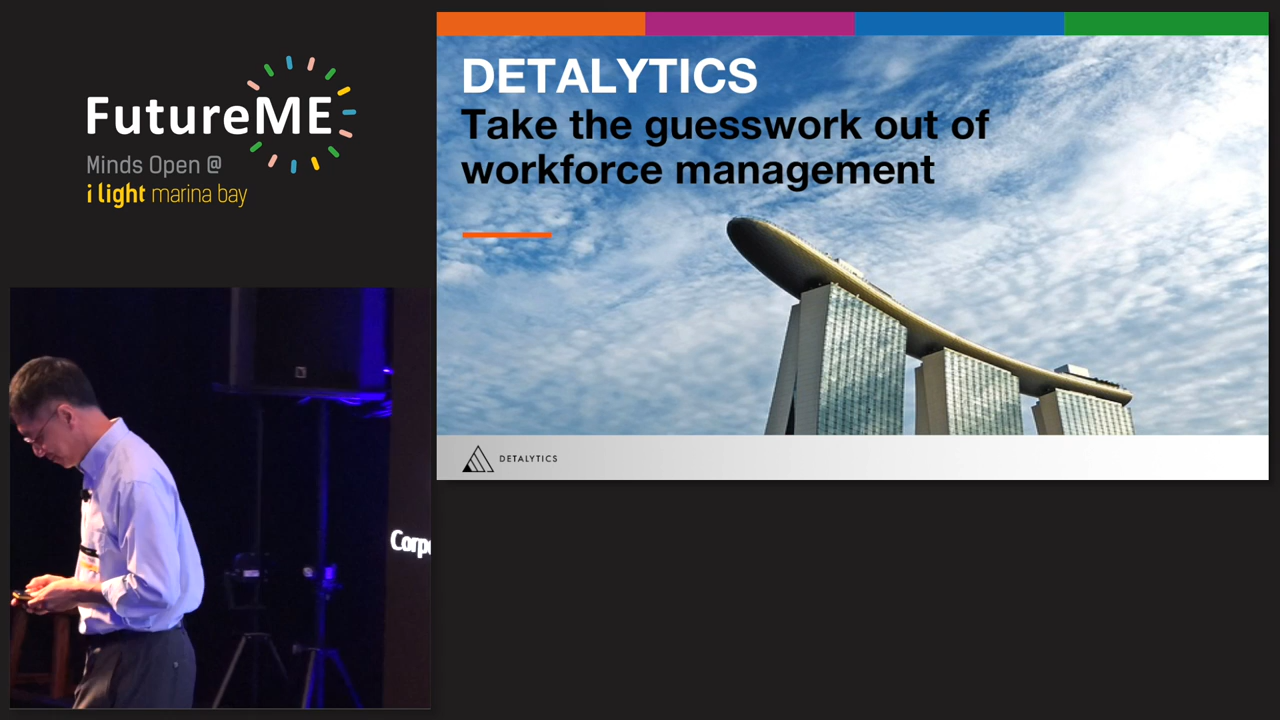 FutureME
Minds Open @
i light marina bay
DETALYTICS
Take the guesswork out of
workforce management
DETALYTICS